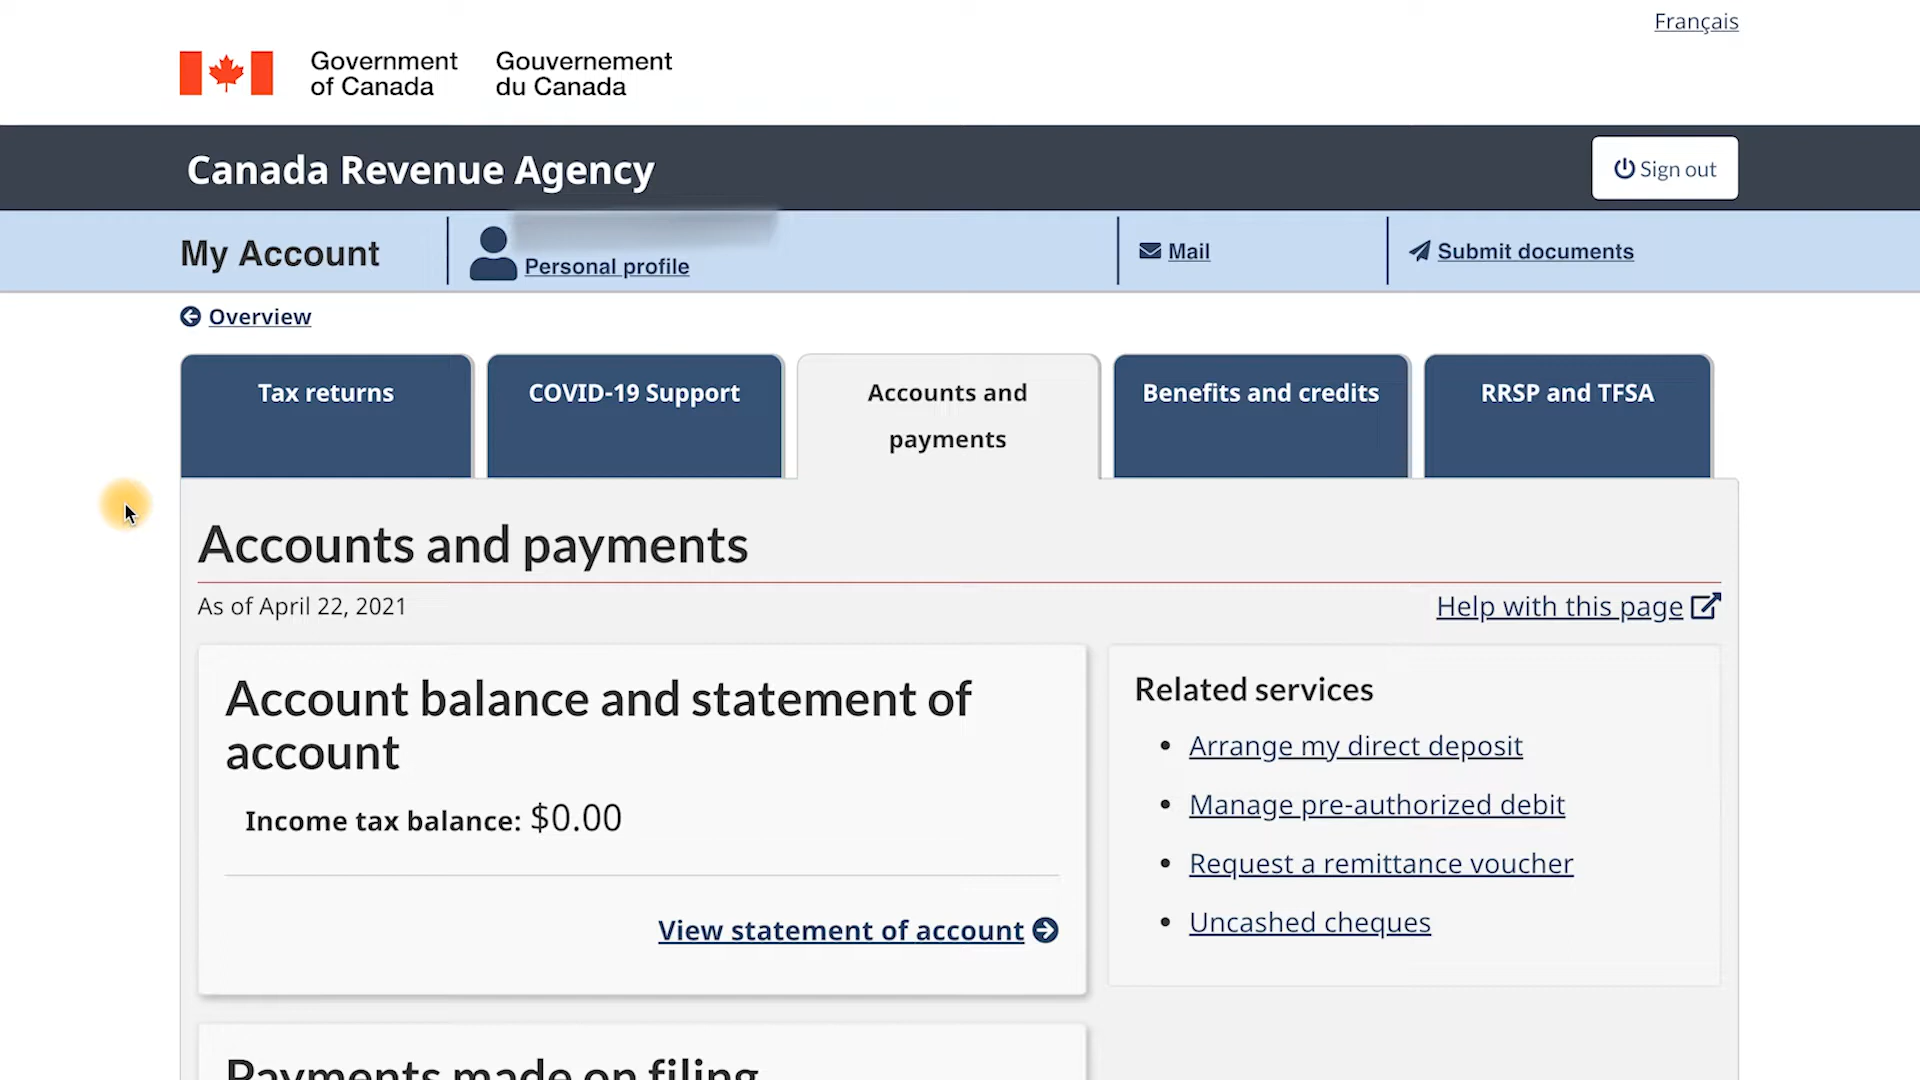 Français
Government of Canada
Gouvernement du Canada
Canada Revenue Agency
Sign out
My Account
Personal profile
Mail
Submit documents
Overview
Tax returns
COVID-19 Support
Accounts and payments
Benefits and credits
RRSP and TFSA
Accounts and payments
As of April 22, 2021
Help with this page
Account balance and statement of
account
Income tax balance: $0.00
View statement of account
Related services
Arrange my direct deposit
Manage pre-authorized debit
Request a remittance voucher
Uncashed cheques
Payments made on filing